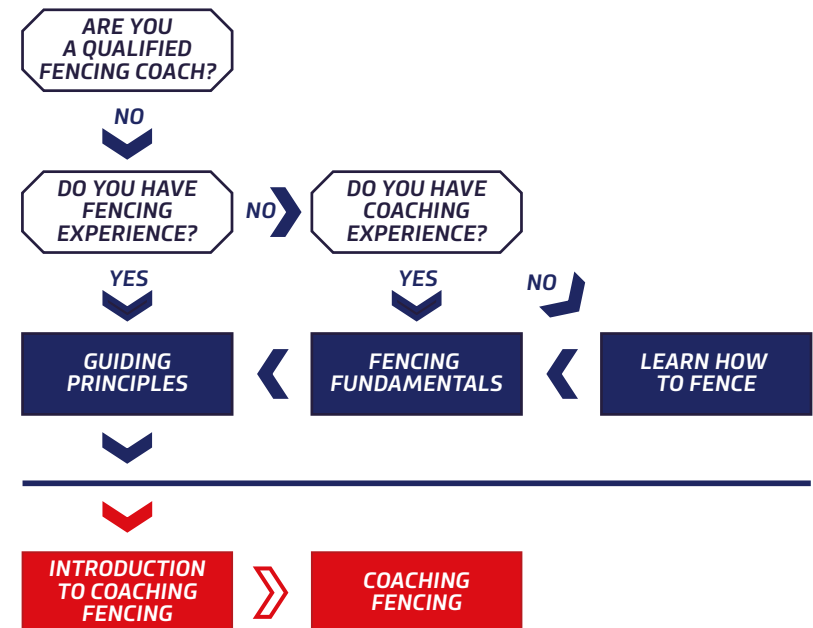 ARE YOU
A QUALIFIED
FENCING COACH?
NO
DO YOU HAVE
FENCING
EXPERIENCE?
NO
DO YOU HAVE
COACHING
EXPERIENCE?
YES
YES
NO
GUIDING
PRINCIPLES
FENCING
FUNDAMENTALS
LEARN HOW
TO FENCE
INTRODUCTION
TO COACHING
FENCING
COACHING
FENCING